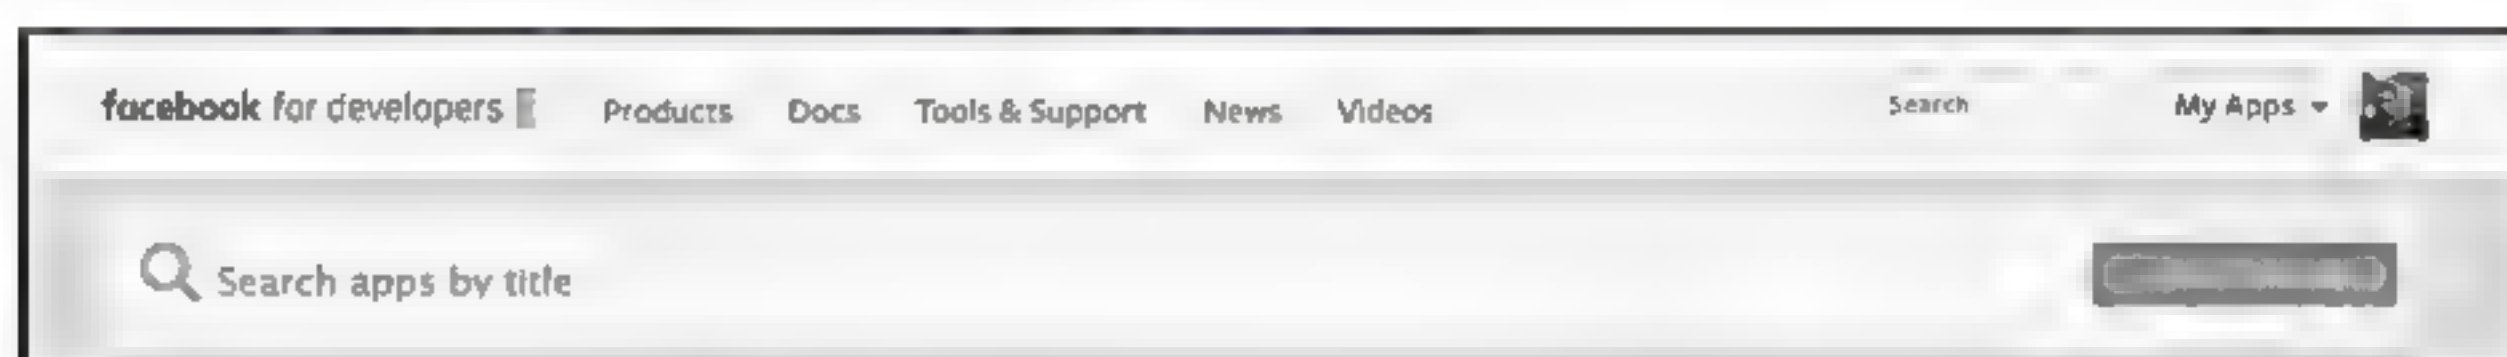 facebook for developers Products Docs Tools & Support News Videos Search My Apps
Search apps by title